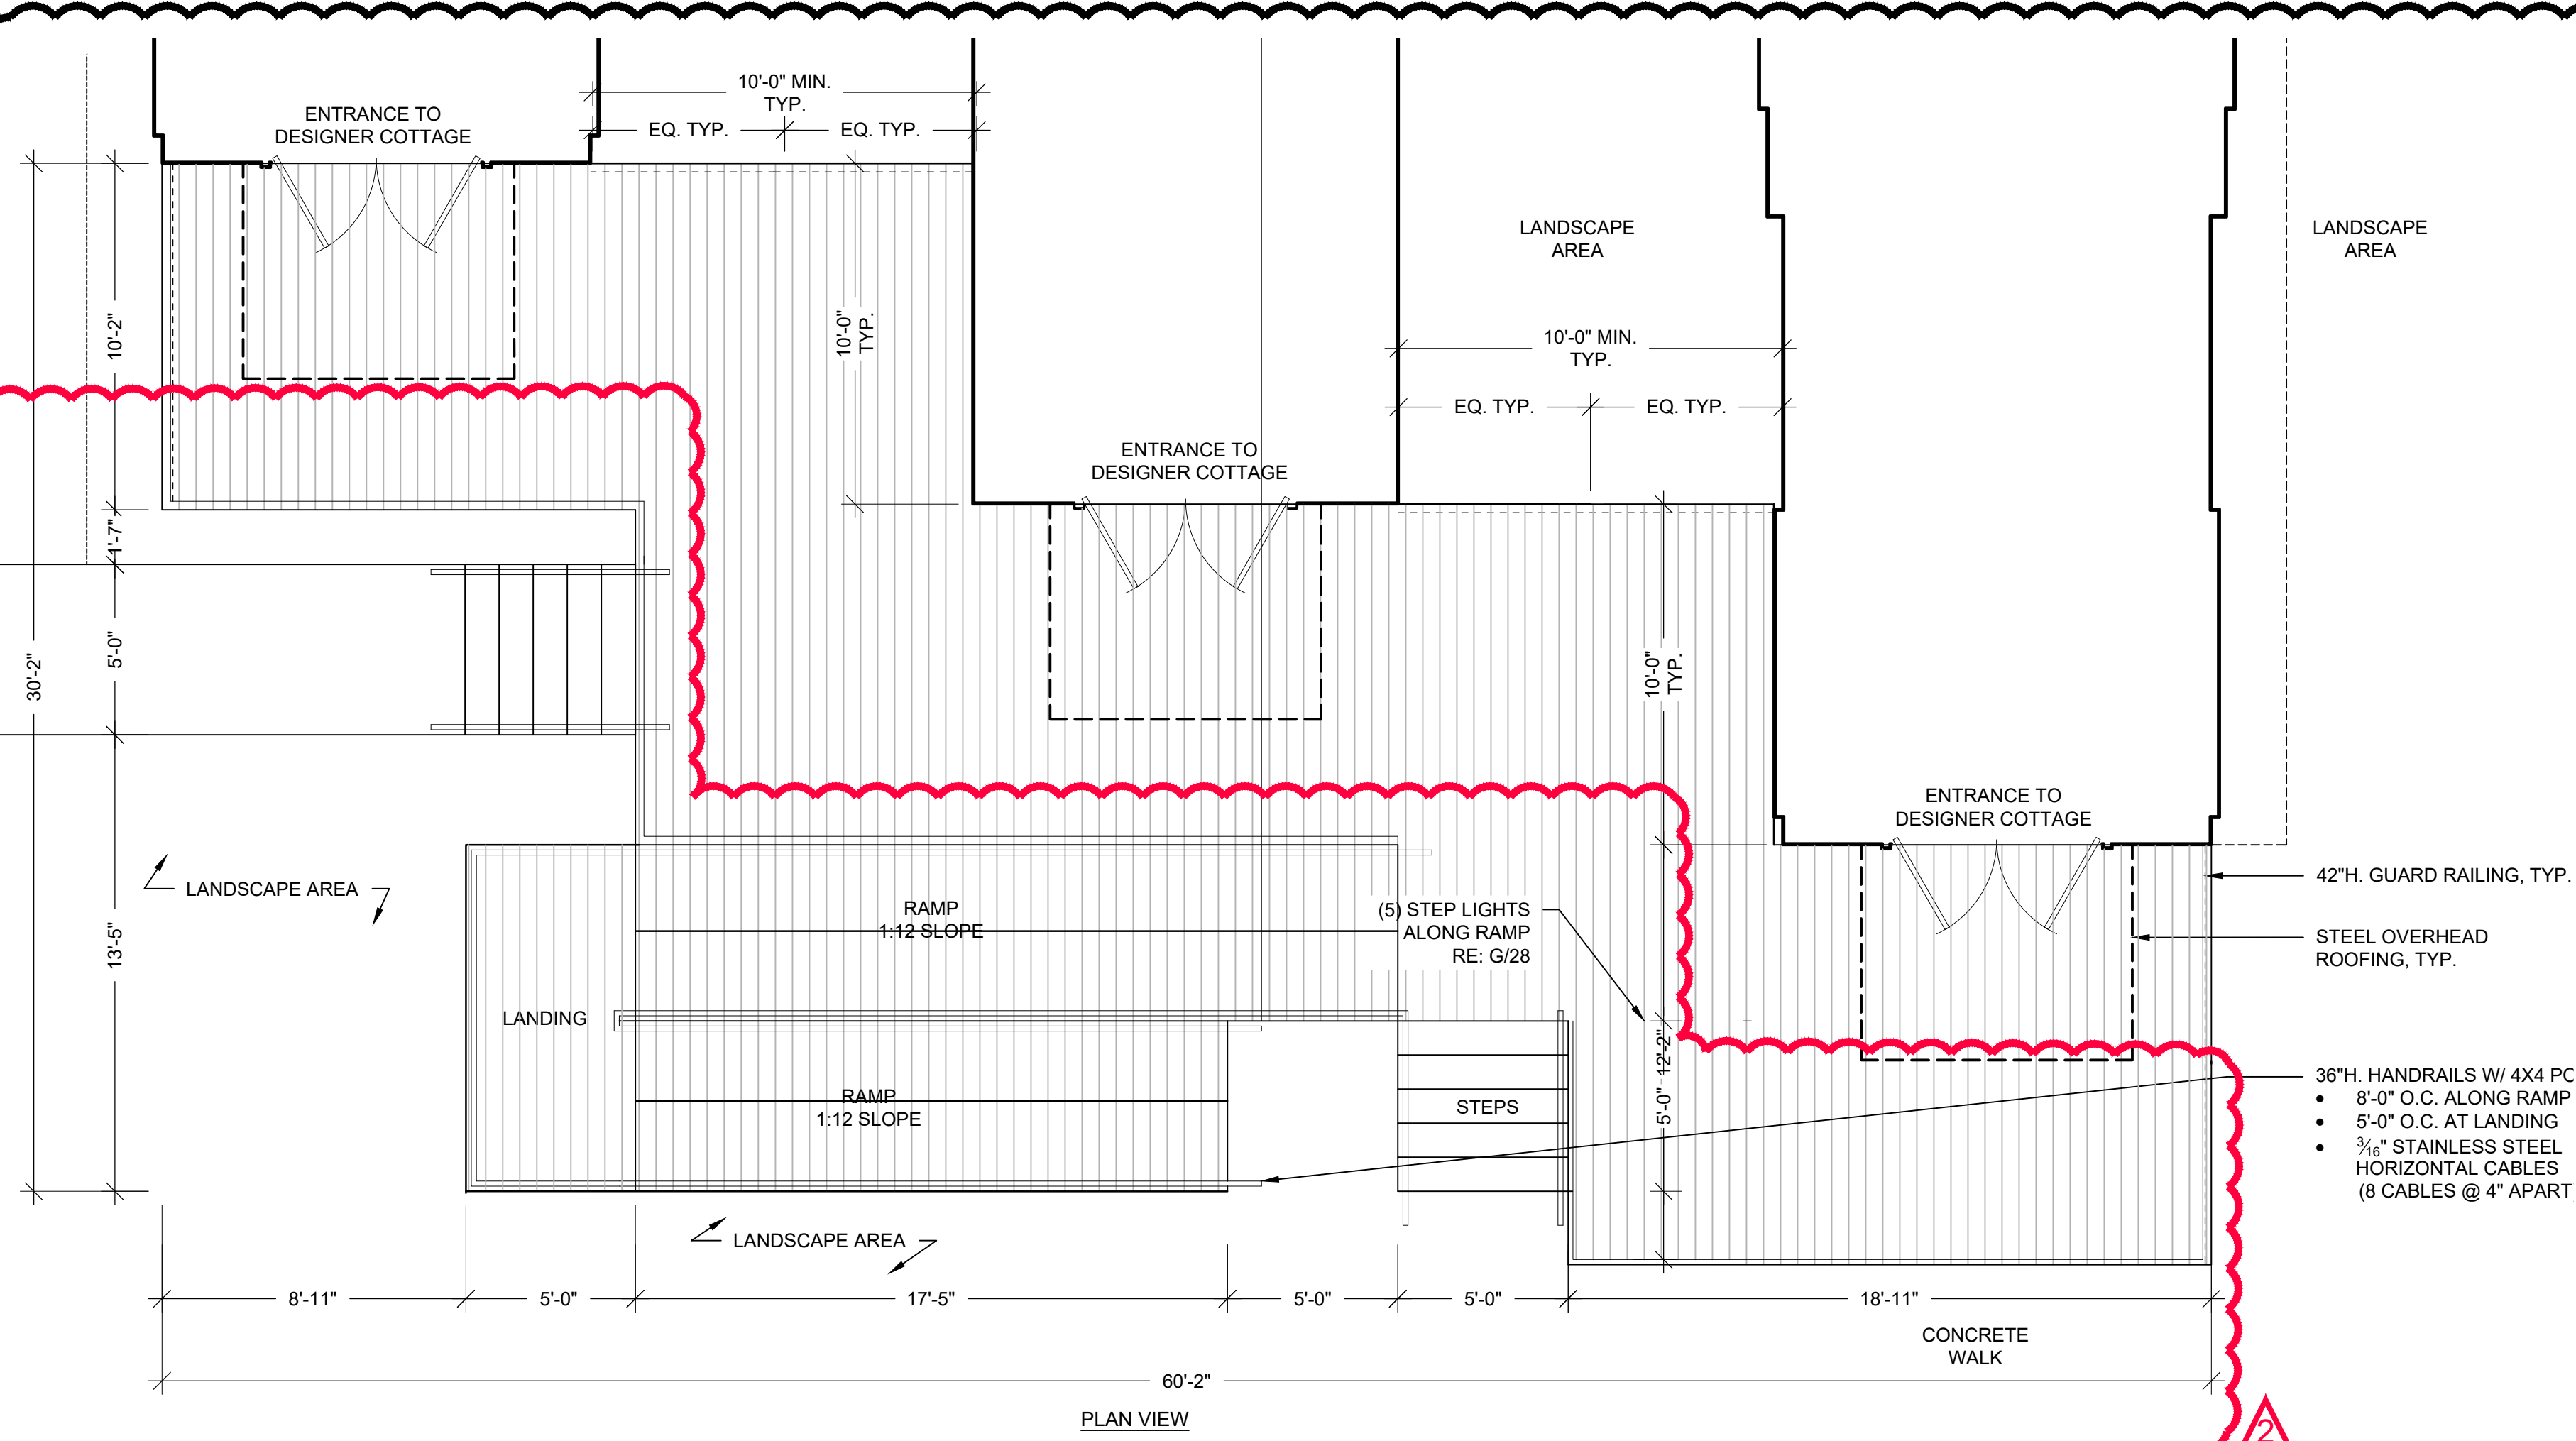 10'-0" MIN.
TYP.
ENTRANCE TO
DESIGNER COTTAGE
EQ. TYP.
EQ. TYP.
LANDSCAPE
AREA
LANDSCAPE
AREA
10'-2"
10'-0"
TYP.
10'-0" MIN.
TYP.
EQ. TYP.
EQ. TYP.
ENTRANCE TO
DESIGNER COTTAGE
1'-7"
5'-0"
30'-2"
10'-0"
TYP.
ENTRANCE TO
DESIGNER COTTAGE
LANDSCAPE AREA
13'-5"
RAMP
1:12 SLOPE
(5) STEP LIGHTS
ALONG RAMP
RE: G/28
42"H. GUARD RAILING, TYP.
STEEL OVERHEAD
ROOFING, TYP.
LANDING
12'-2"
5'-0"
RAMP
1:12 SLOPE
STEPS
36"H. HANDRAILS W/ 4X4
• 8'-0" O.C. ALONG RAMP
• 5'-0" O.C. AT LANDING
• 3⁄16" STAINLESS STEEL
HORIZONTAL CABLES
(8 CABLES @ 4" APART
LANDSCAPE AREA
8'-11"
5'-0"
17'-5"
5'-0"
5'-0"
18'-11"
CONCRETE
WALK
60'-2"
PLAN VIEW
2